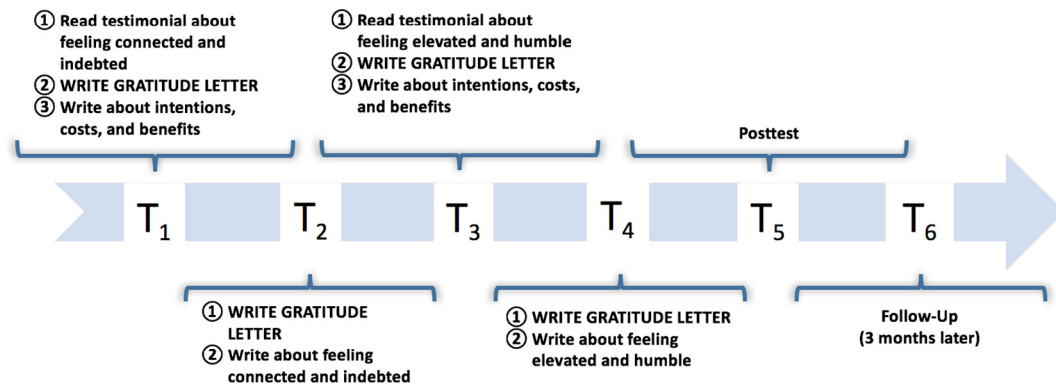 ① Read testimonial about
feeling connected and
indebted
② WRITE GRATITUDE LETTER
③ Write about intentions,
costs, and benefits
① Read testimonial about
feeling elevated and humble
② WRITE GRATITUDE LETTER
③ Write about intentions, costs,
and benefits
Posttest
T1
T2
T3
T4
T5
T6
① WRITE GRATITUDE
LETTER
② Write about feeling
connected and indebted
① WRITE GRATITUDE LETTER
② Write about feeling
elevated and humble
Follow-Up
(3 months later)